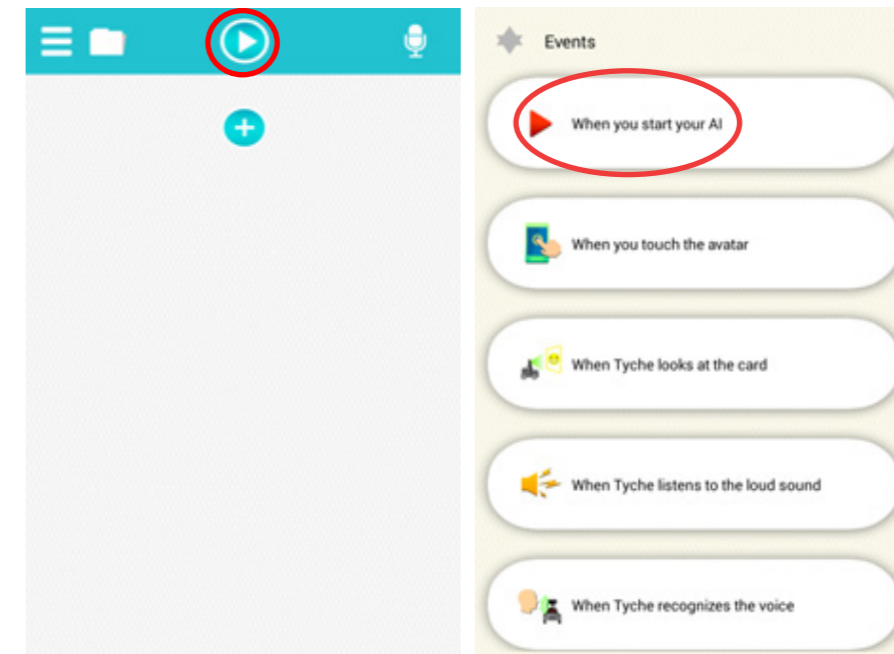 Events
When you start your AI
When you touch the avatar
When Tyche looks at the card
When Tyche listens to the loud sound
When Tyche recognizes the voice